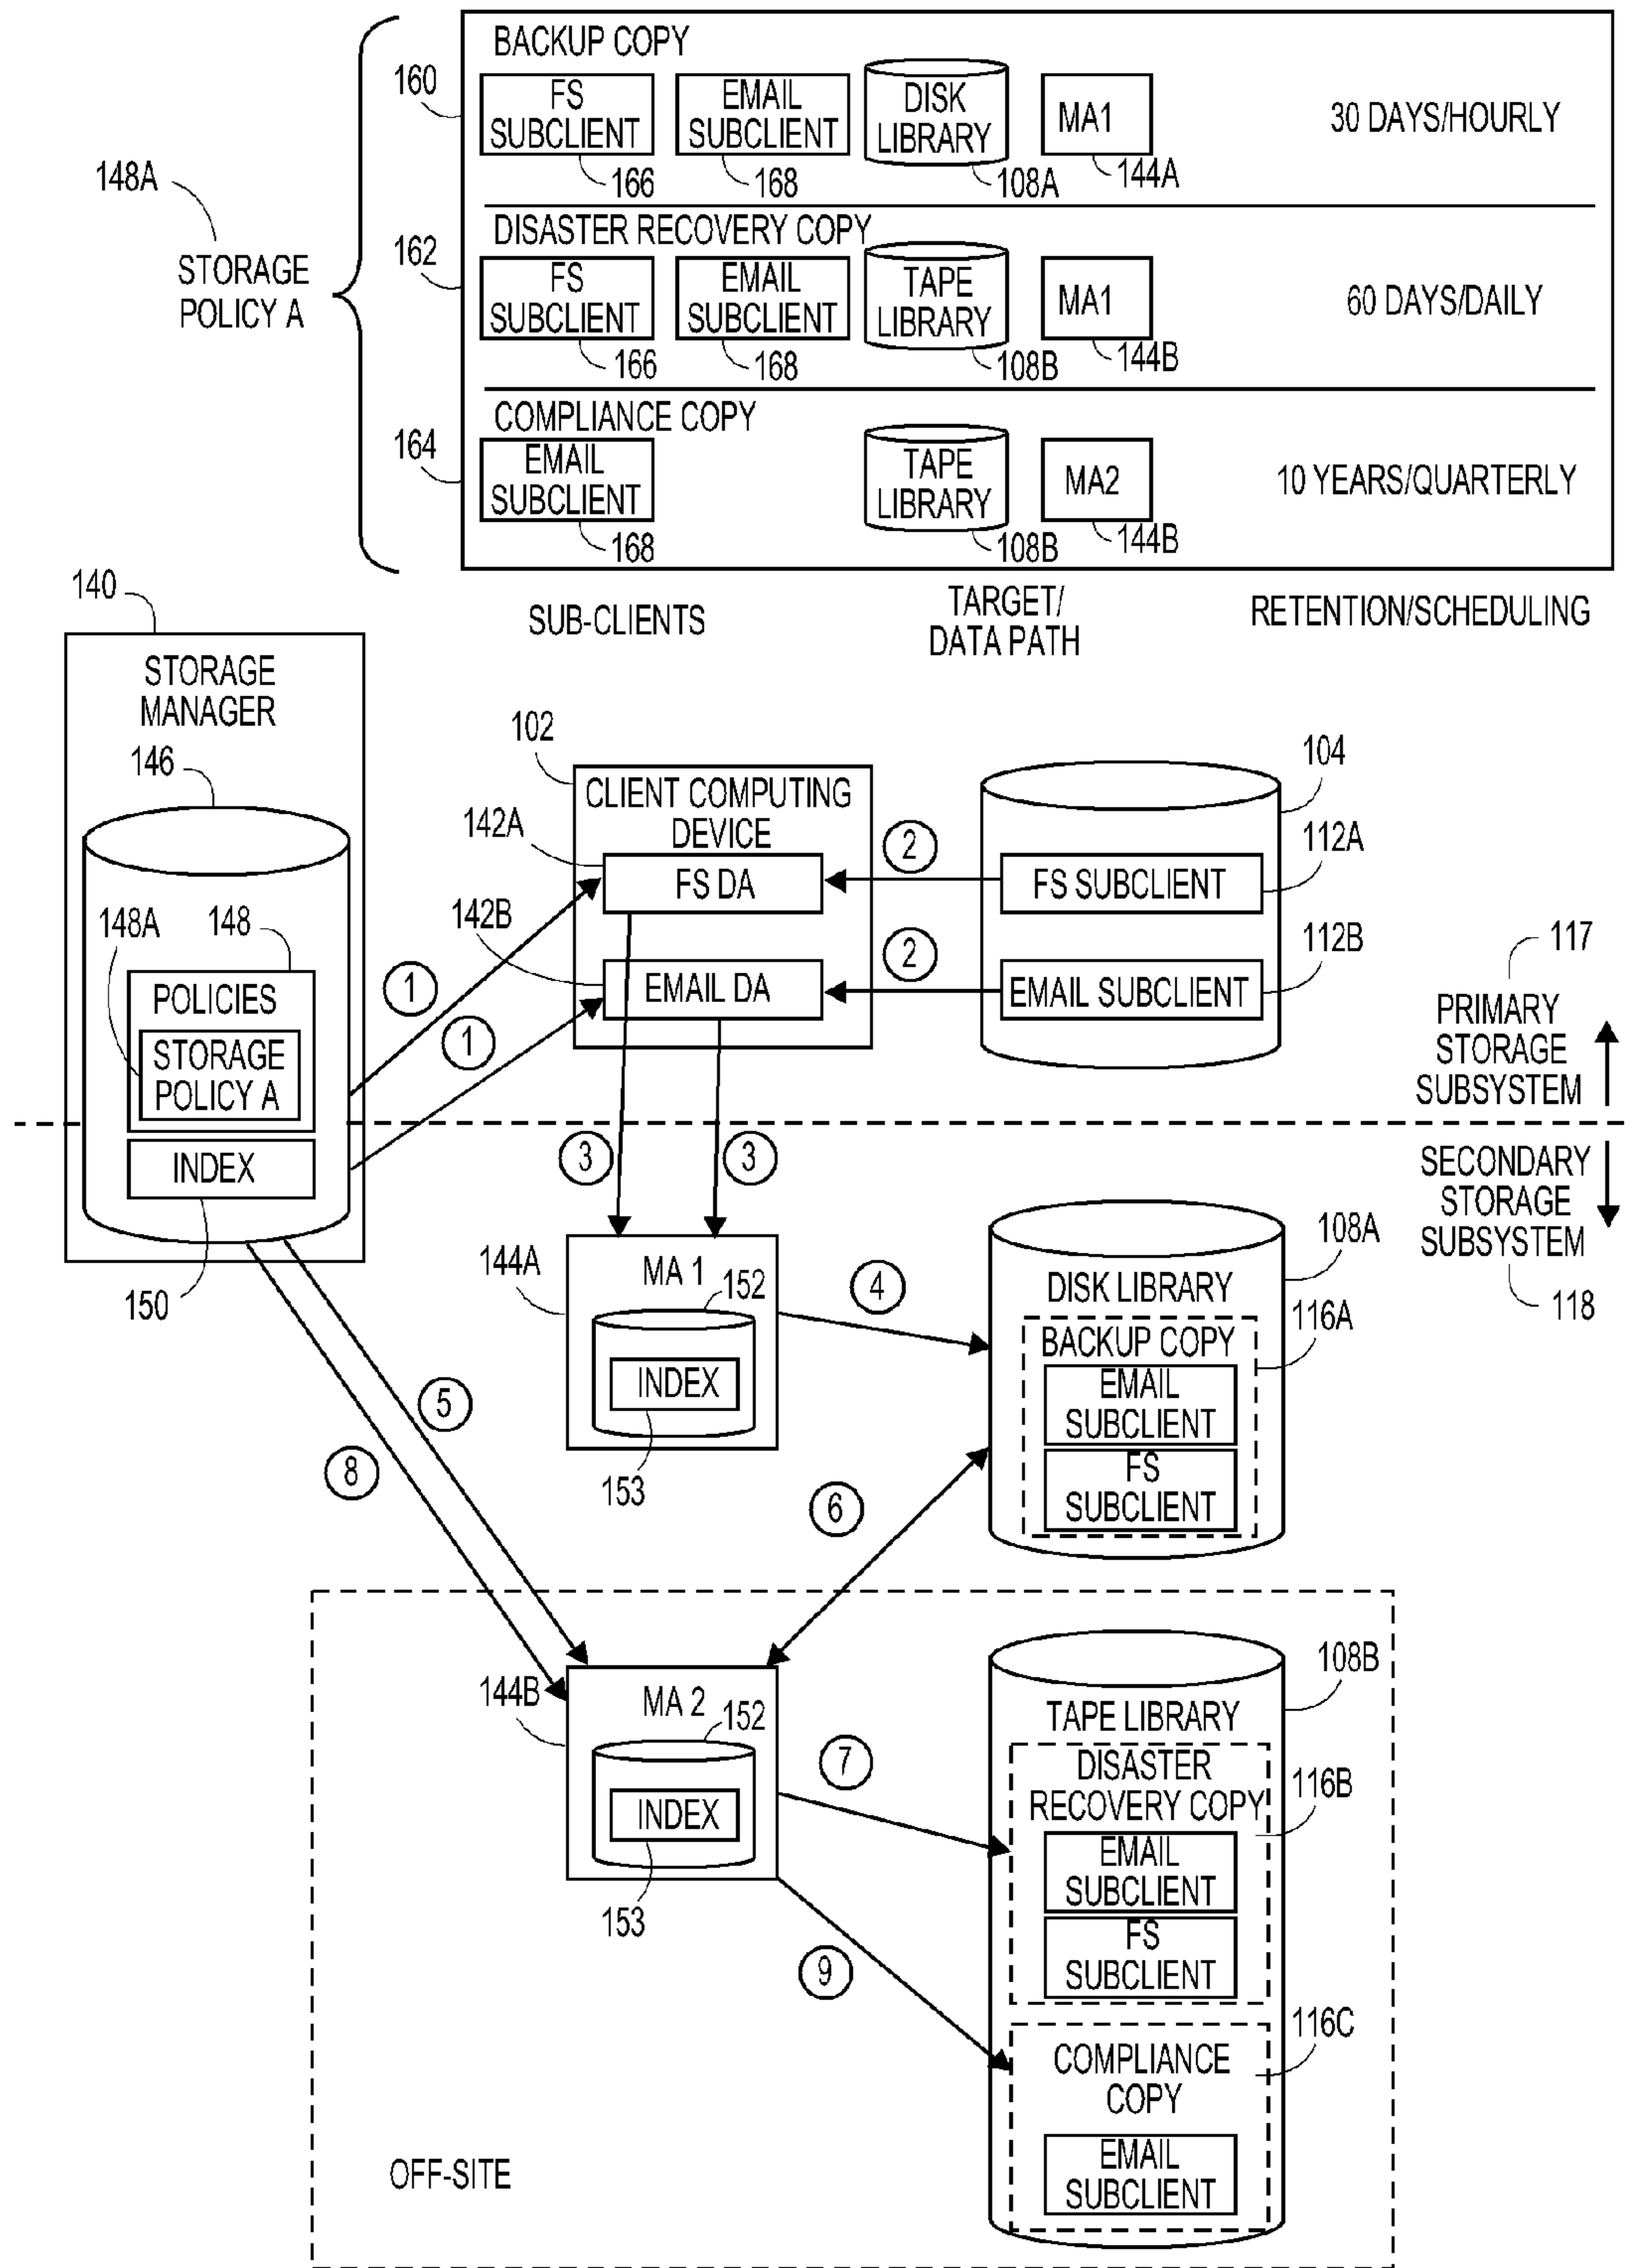 BACKUP COPY
160
FS
SUBCLIENT
166
EMAIL
SUBCLIENT
168
DISK
LIBRARY
108A
MA1
144A
30 DAYS/HOURLY
148A
STORAGE
POLICY A
DISASTER RECOVERY COPY
162
FS
SUBCLIENT
166
EMAIL
SUBCLIENT
168
TAPE
LIBRARY
108B
MA1
144B
60 DAYS/DAILY
COMPLIANCE COPY
164
EMAIL
SUBCLIENT
168
TAPE
LIBRARY
108B
MA2
144B
10 YEARS/QUARTERLY
SUB-CLIENTS
TARGET/
DATA PATH
RETENTION/SCHEDULING
140
STORAGE
MANAGER
146
148A
148
POLICIES
STORAGE
POLICY A
INDEX
150
1
1
102
CLIENT COMPUTING
DEVICE
142A
FS DA
142B
EMAIL DA
2
2
104
FS SUBCLIENT
112A
EMAIL SUBCLIENT
112B
117
PRIMARY
STORAGE
SUBSYSTEM
SECONDARY
STORAGE
SUBSYSTEM
118
3
3
144A
MA 1
152
INDEX
153
4
108A
DISK LIBRARY
BACKUP COPY
116A
EMAIL
SUBCLIENT
FS
SUBCLIENT
5
8
6
144B
MA 2
152
INDEX
153
7
9
108B
TAPE LIBRARY
DISASTER
RECOVERY COPY
116B
EMAIL
SUBCLIENT
FS
SUBCLIENT
116C
COMPLIANCE
COPY
EMAIL
SUBCLIENT
OFF-SITE